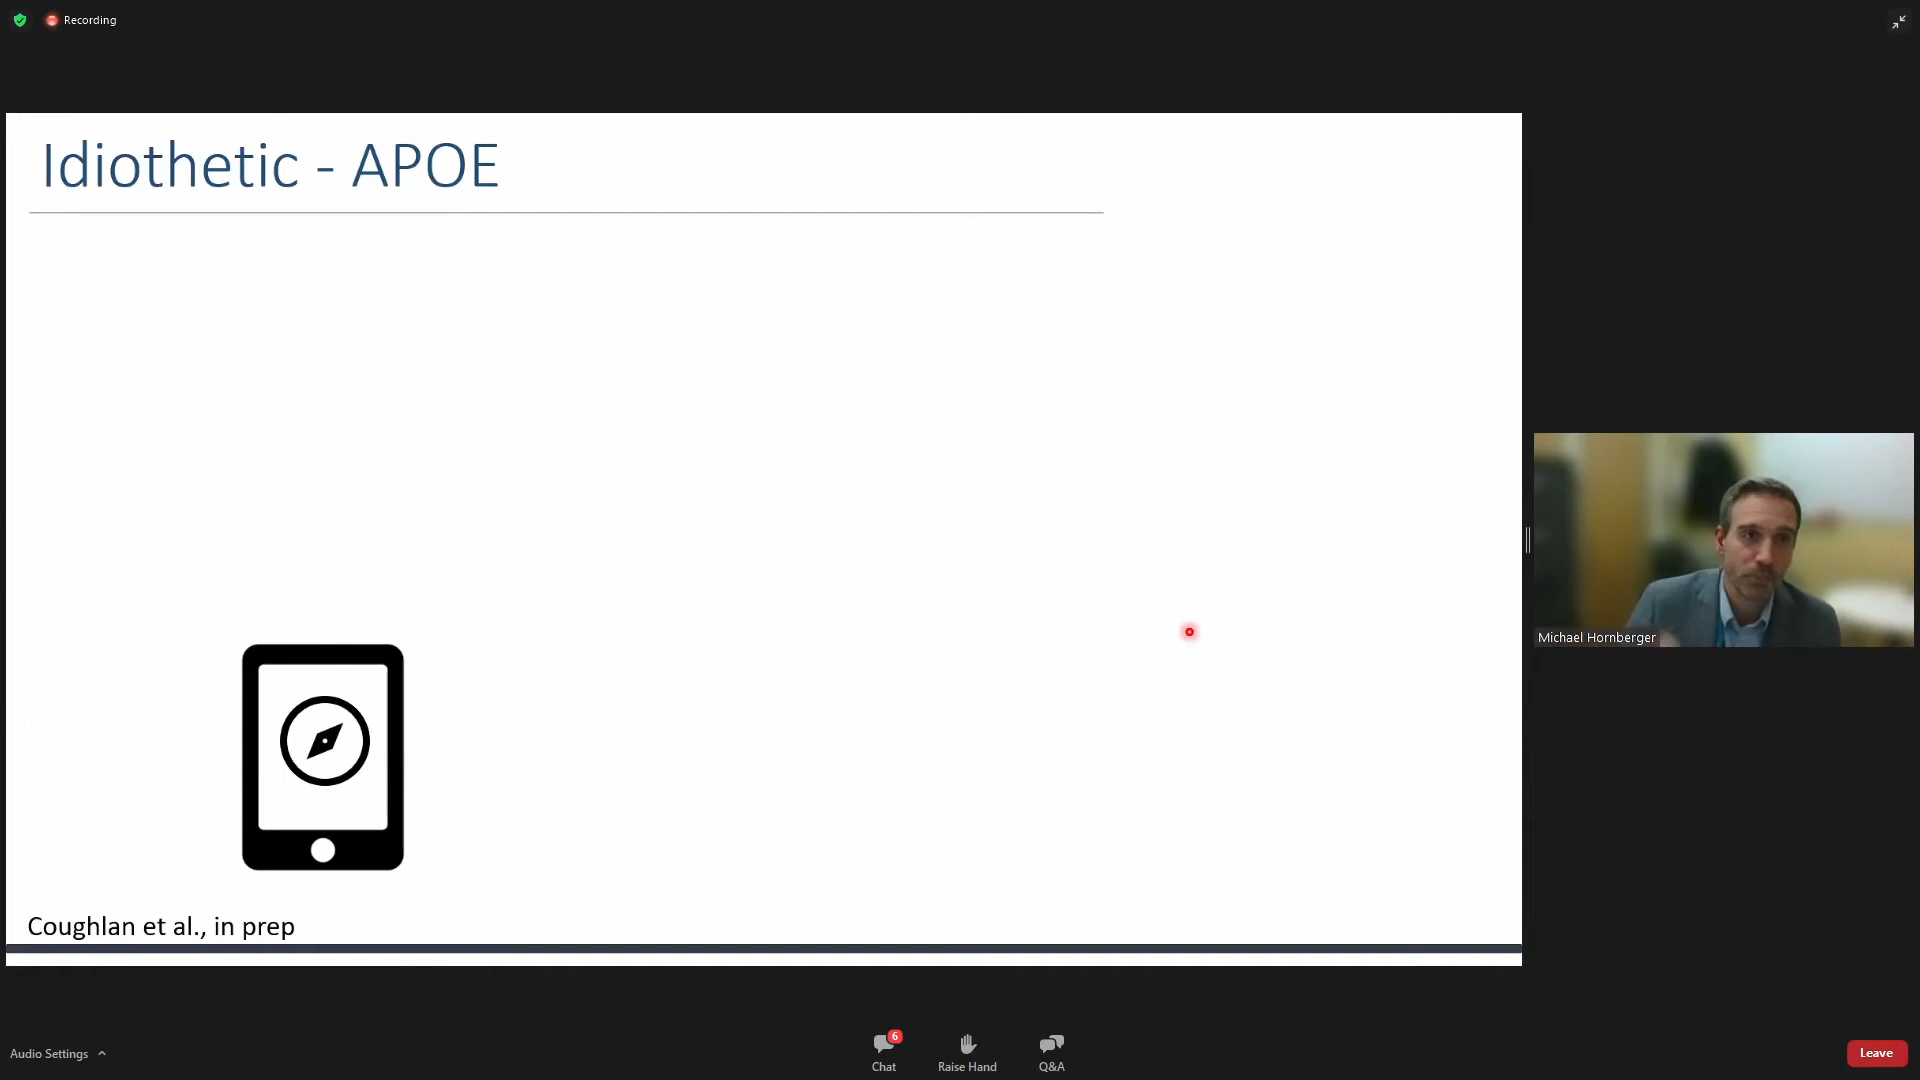 Recording
Idiothetic - APOE
Michael Hornberger
Coughlan et al., in prep
Audio Settings
6
Chat
Raise Hand
Q&A
Leave